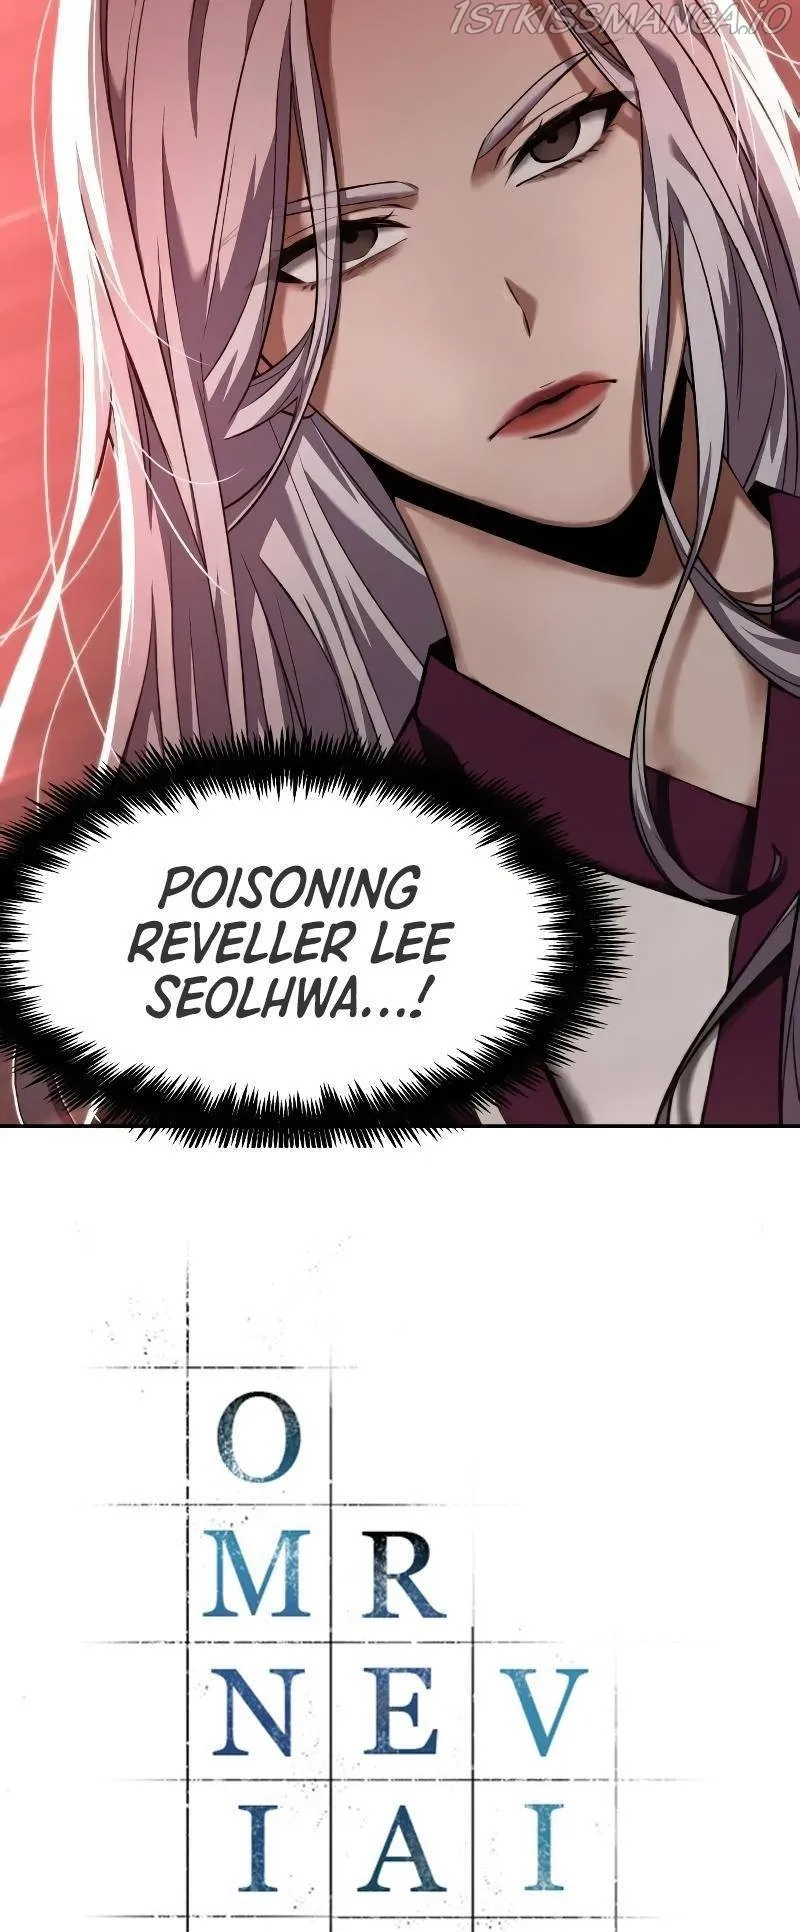 1STKISSMANGA.IO
POISONING
REVELLER LEE
SEOLHWA...!
O
M R
N E V
I A I